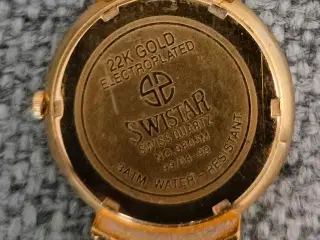 22K GOLD
ELECTROPLATED
SWISTAR
SWISS QUARTZ
3ATM WATER-RESISTANT